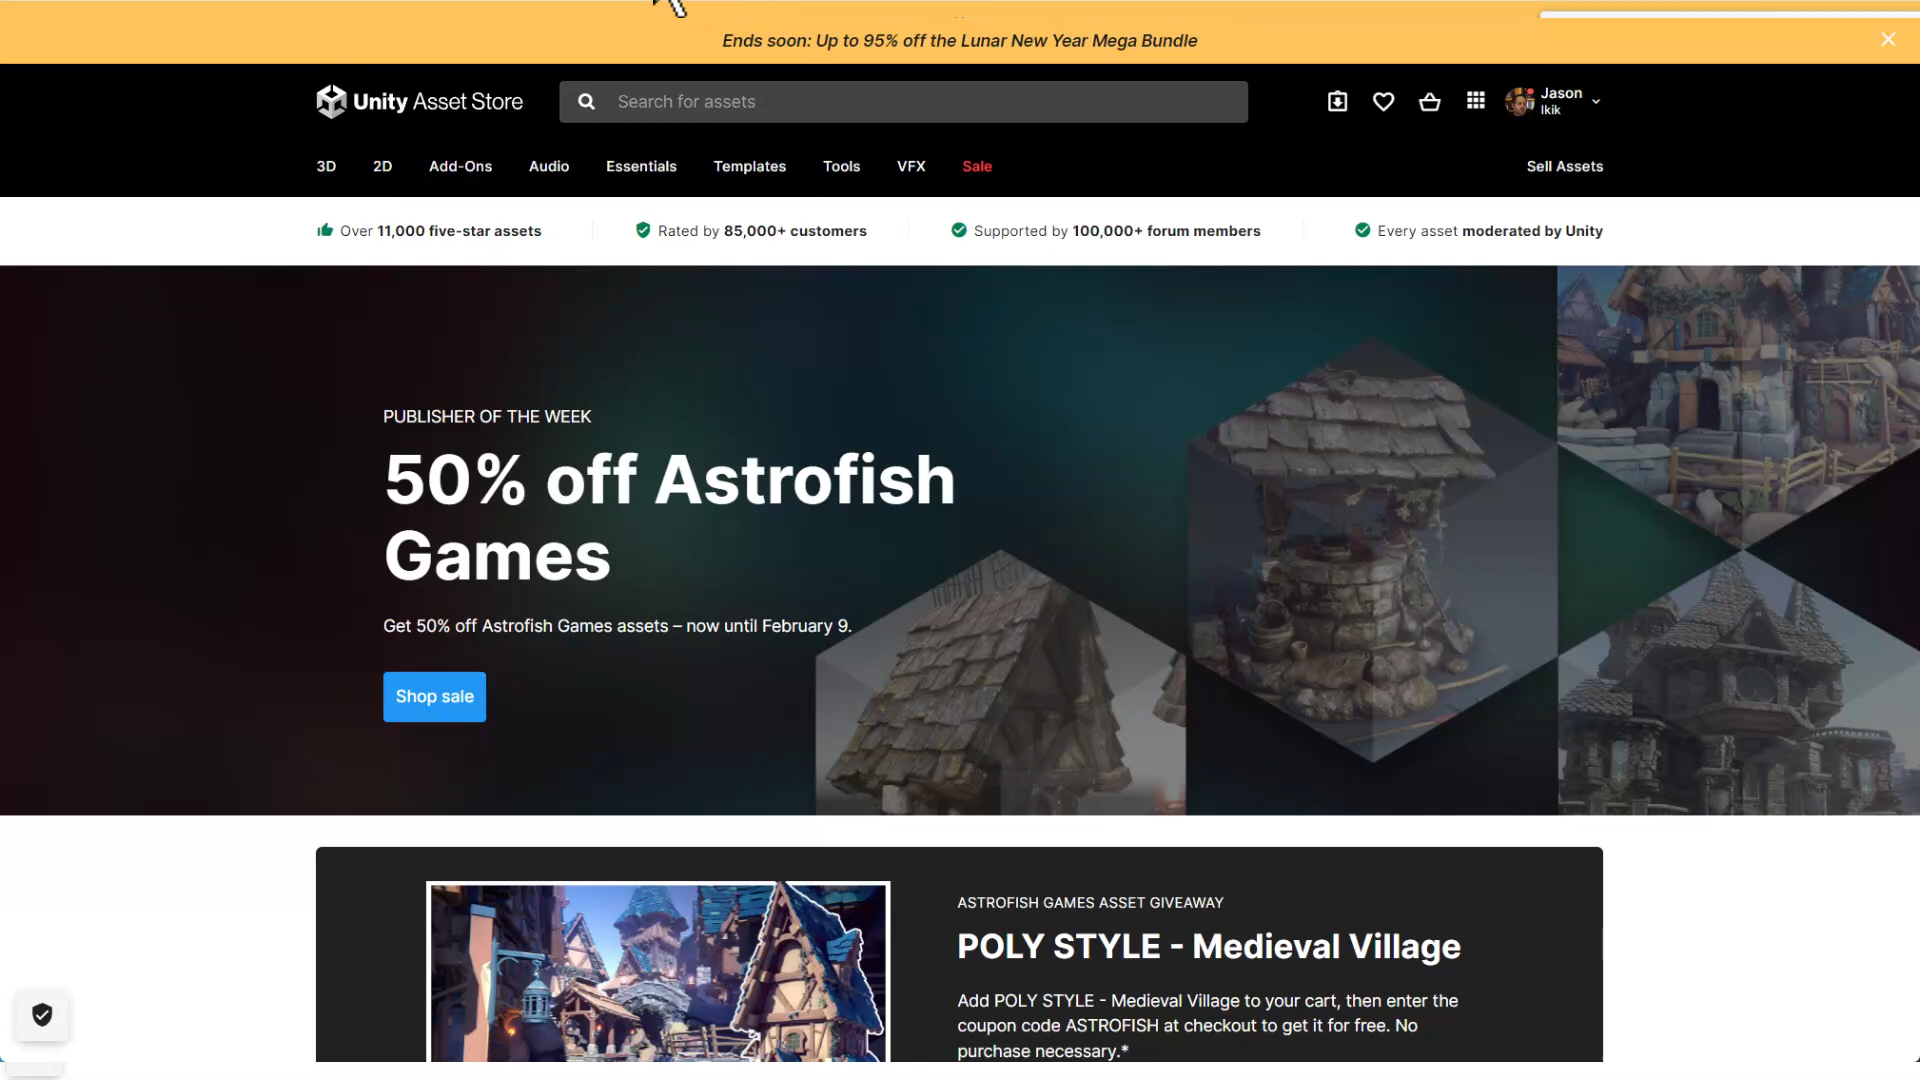 Ends soon: Up to 95% off the Lunar New Year Mega Bundle
Unity Asset Store
Search for assets
Jason
Ikik
3D 2D Add-Ons Audio Essentials Templates Tools VFX Sale Sell Assets
Over 11,000 five-star assets
Rated by 85,000+ customers
Supported by 100,000+ forum members
Every asset moderated by Unity
PUBLISHER OF THE WEEK
50% off Astrofish
Games
Get 50% off Astrofish Games assets – now until February 9.
Shop sale
ASTROFISH GAMES ASSET GIVEAWAY
POLY STYLE - Medieval Village
Add POLY STYLE - Medieval Village to your cart, then enter the
coupon code ASTROFISH at checkout to get it for free. No
purchase necessary.*